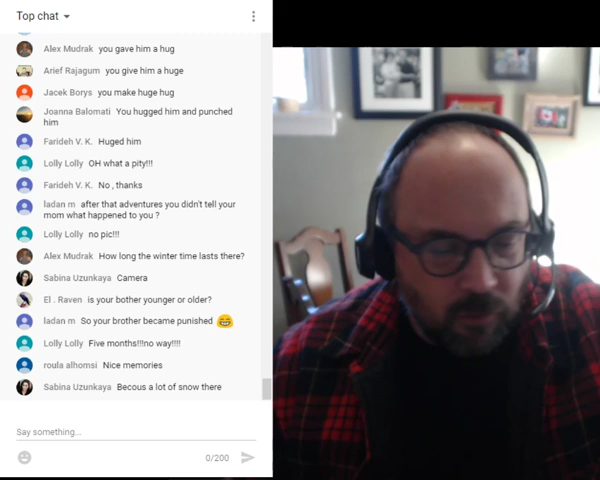 Top chat
Alex Mudrak you gave him a hug
Arief Rajagum you give him a huge
Jacek Borys you make huge hug
Joanna Balomati You hugged him and punched
him
Farideh V. K. Huged him
Lolly Lolly OH what a pity!!!
Farideh V. K. No , thanks
ladan m after that adventures you didn't tell your
mom what happened to you ?
Lolly Lolly no pic!!!
Alex Mudrak How long the winter time lasts there?
Sabina Uzunkaya Camera
El . Raven is your bother younger or older?
ladan m So your brother became punished 😂
Lolly Lolly Five months!!!no way!!!!
roula alhomsi Nice memories
Sabina Uzunkaya Becous a lot of snow there
Say something...
0/200